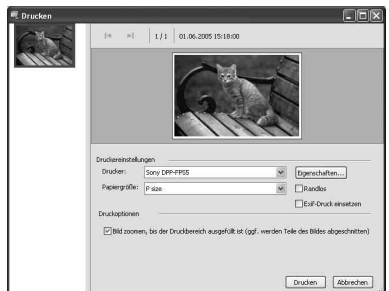 Drucken
1/1 01.06.2005 15:18:00
Druckereinstellungen
Drucker: Sony DPP-FP55 Eigenschaften...
Papiergröße: P size Randlos
Exif-Druck einsetzen
Druckoptionen
Bild zoomen, bis der Druckbereich ausgefüllt ist (ggf. werden Teile des Bildes abgeschnitten)
Drucken Abbrechen